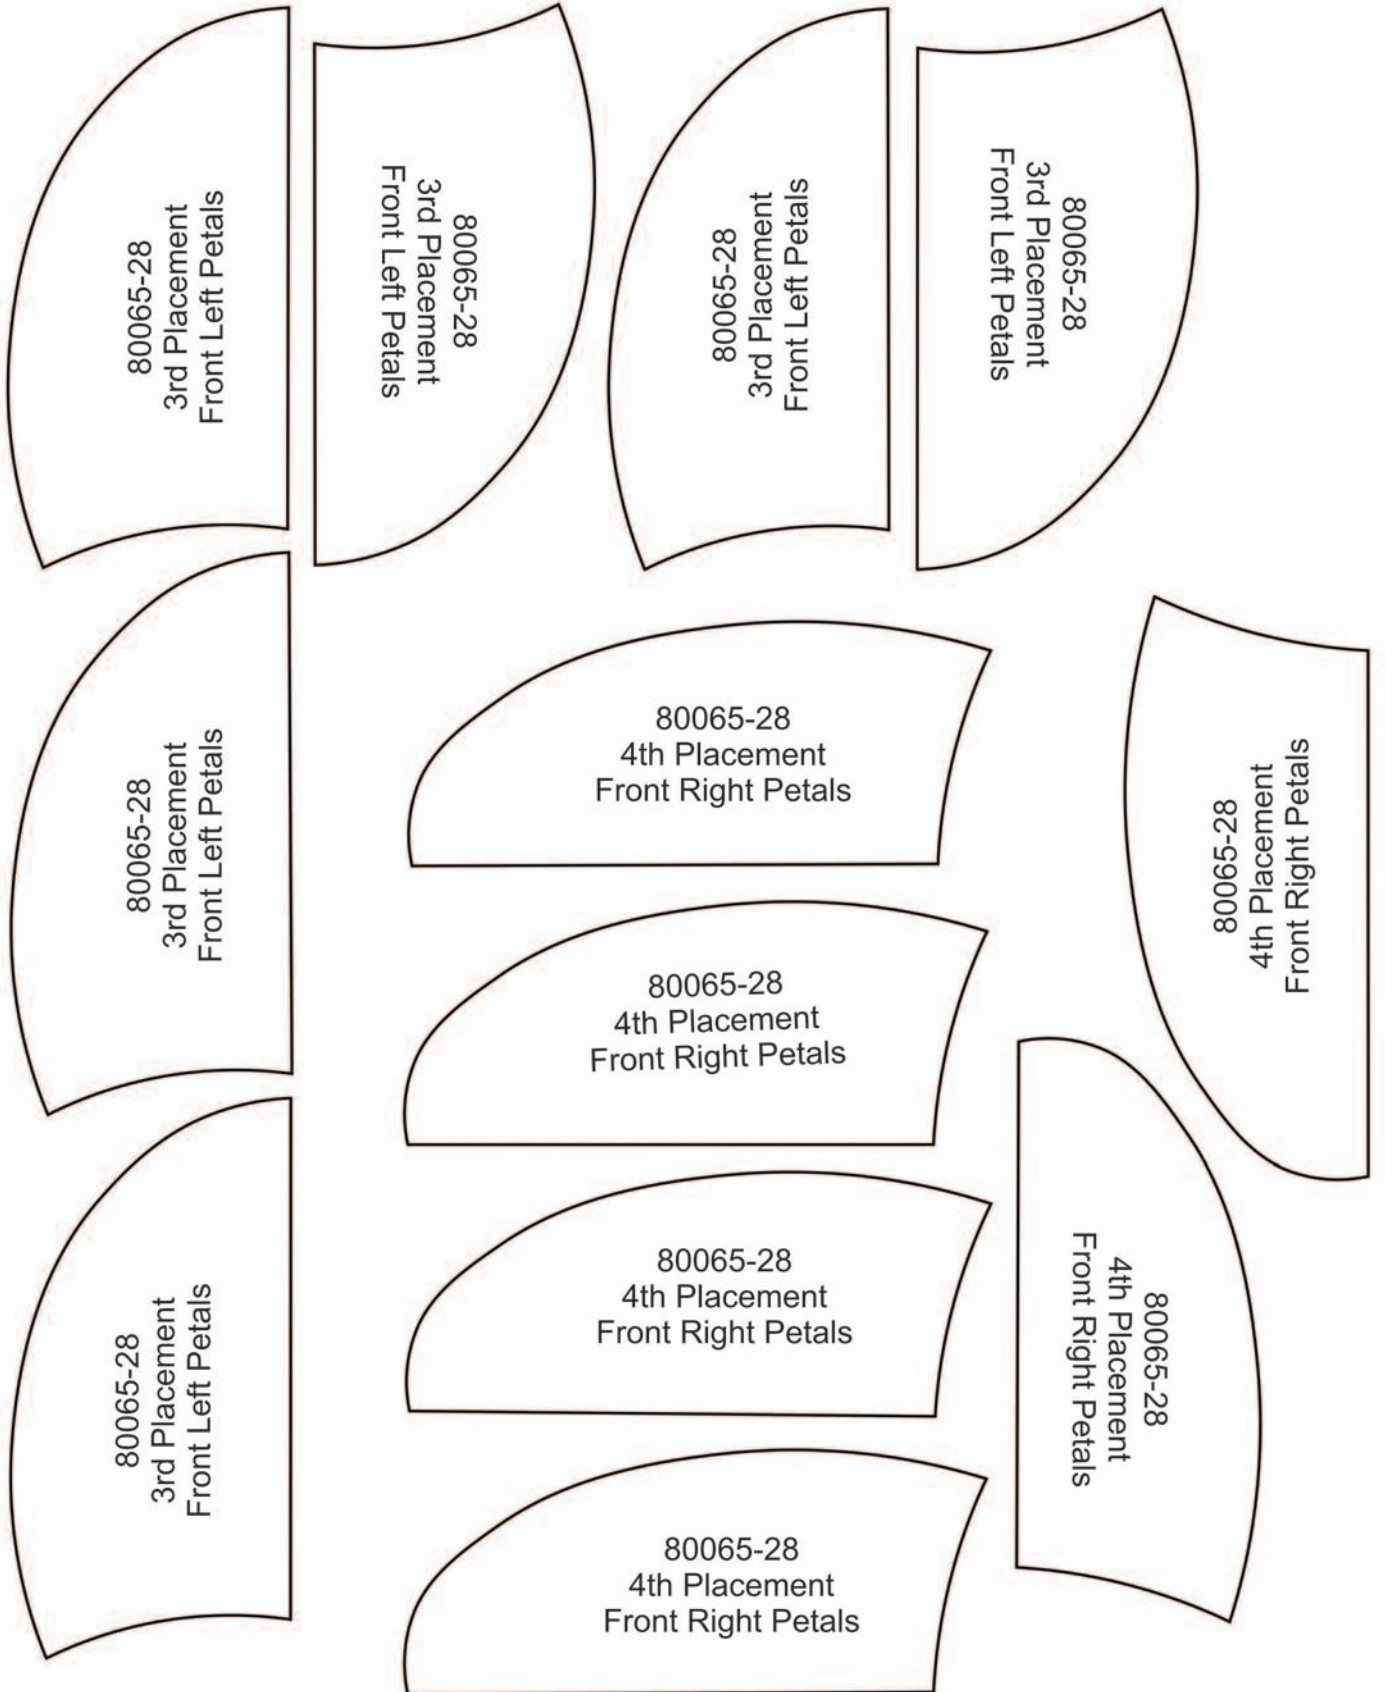 80065-28
3rd Placement
Front Left Petals
80065-28
3rd Placement
Front Left Petals
80065-28
3rd Placement
Front Left Petals
80065-28
3rd Placement
Front Left Petals
80065-28
4th Placement
Front Right Petals
80065-28
4th Placement
Front Right Petals
80065-28
3rd Placement
Front Left Petals
80065-28
4th Placement
Front Right Petals
80065-28
4th Placement
Front Right Petals
80065-28
4th Placement
Front Right Petals
80065-28
3rd Placement
Front Left Petals
80065-28
4th Placement
Front Right Petals